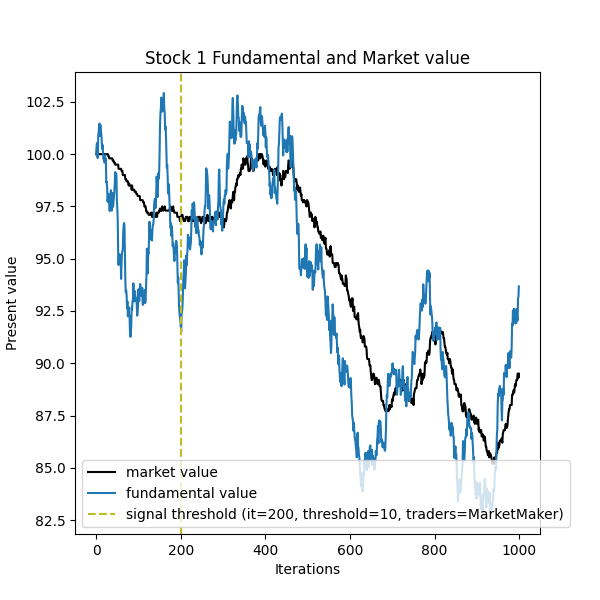 Stock 1 Fundamental and Market value
Present value
102.5
100.0
97.5
95.0
92.5
90.0
87.5
85.0
82.5
market value
fundamental value
signal threshold (it=200, threshold=10, traders=MarketMaker)
0
200
400
600
800
1000
Iterations